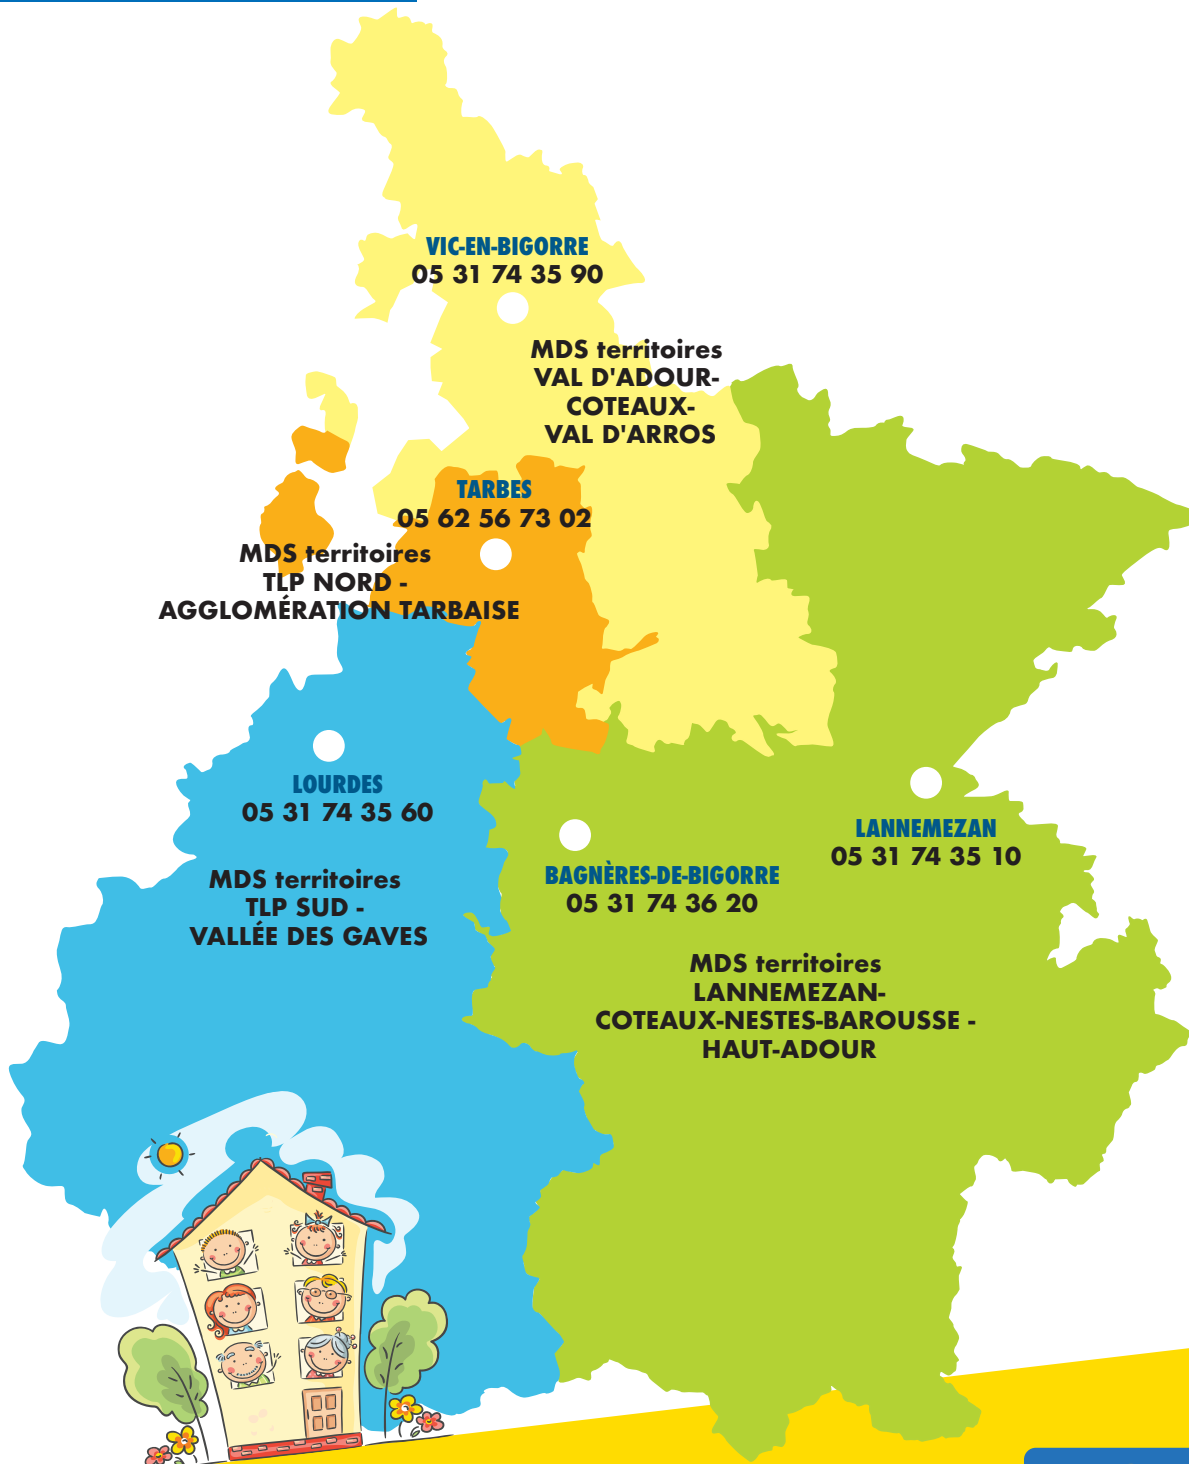 VIC-EN-BIGORRE
05 31 74 35 90
MDS territoires
VAL D'ADOUR-
COTEAUX-
VAL D'ARROS
TARBES
05 62 56 73 02
MDS territoires
TLP NORD -
AGGLOMÉRATION TARBAISE
LOURDES
05 31 74 35 60
MDS territoires
TLP SUD -
VALLÉE DES GAVES
BAGNÈRES-DE-BIGORRE
05 31 74 36 20
LANNEMEZAN
05 31 74 35 10
MDS territoires
LANNEMEZAN-
COTEAUX-NESTES-BAROUSSE -
HAUT-ADOUR